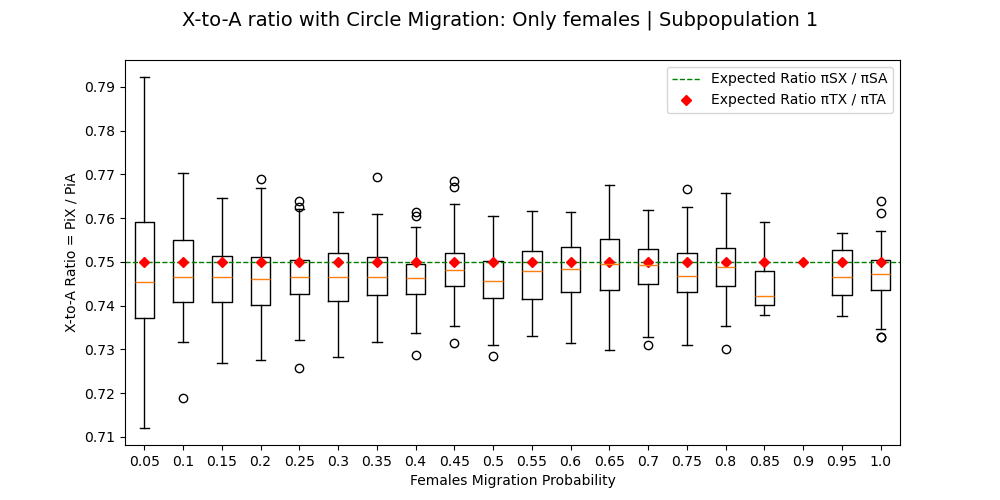 X-to-A ratio with Circle Migration: Only females | Subpopulation 1
Expected Ratio πSX / πSA
Expected Ratio πTX / πTA
X-to-A Ratio = PiX / PiA
0.79
0.78
0.77
0.76
0.75
0.74
0.73
0.72
0.71
0.05 0.1 0.15 0.2 0.25 0.3 0.35 0.4 0.45 0.5 0.55 0.6 0.65 0.7 0.75 0.8 0.85 0.9 0.95 1.0
Females Migration Probability